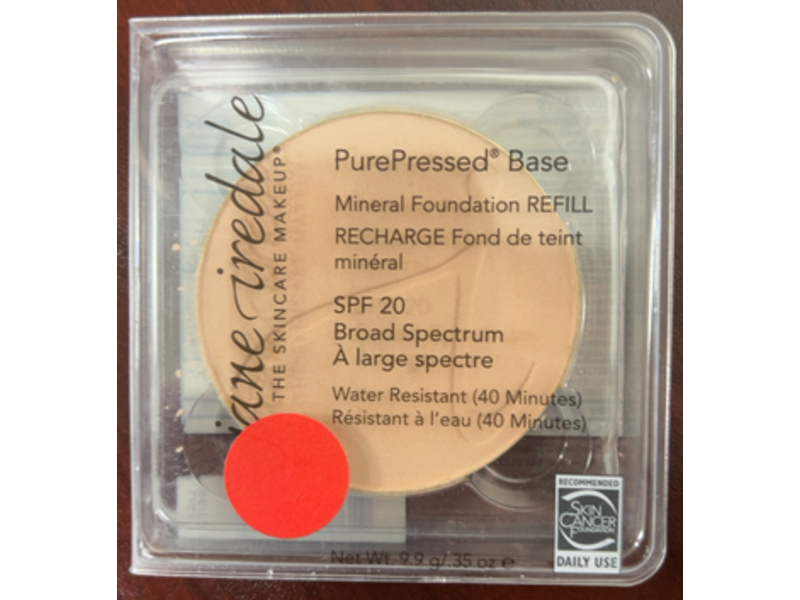 jane iredale
THE SKINCARE MAKEUP®
PurePressed® Base
Mineral Foundation REFILL
RECHARGE Fond de teint
minéral
SPF 20
Broad Spectrum
À large spectre
Water Resistant (40 Minutes)
Résistant à l'eau (40 Minutes)
Net Wt. 9.9 g/.35 oz e
RECOMMENDED
SKIN
CANCER
FOUNDATION
DAILY USE